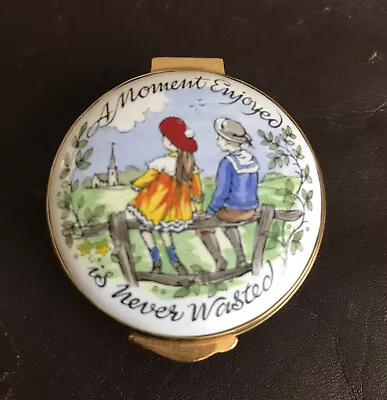 A Moment Enjoyed
is never Wasted